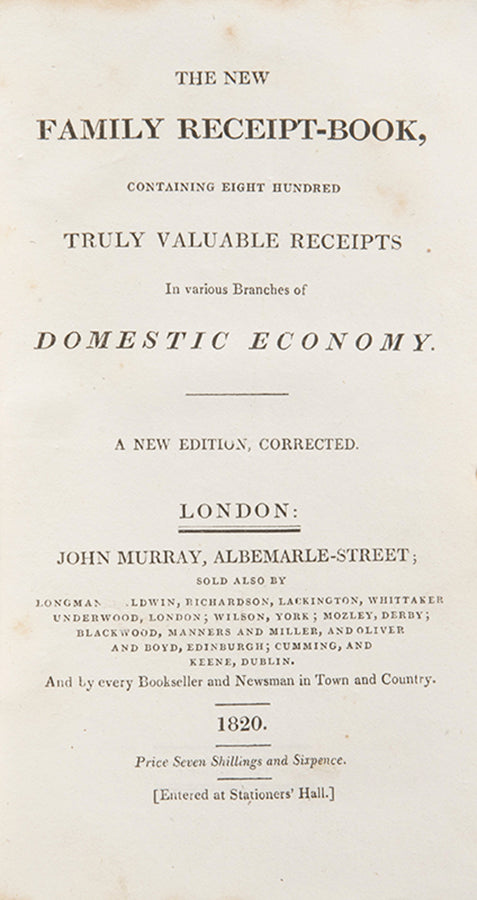 THE NEW
FAMILY RECEIPT-BOOK,
CONTAINING EIGHT HUNDRED
TRULY VALUABLE RECEIPTS
In various Branches of
DOMESTIC ECONOMY.
A NEW EDITION, CORRECTED.
LONDON:
JOHN MURRAY, ALBEMARLE-STREET;
SOLD ALSO BY
RICHARDSON, LACKINGTON, WHITTAKER
UNDERWOOD, LONDON; WILSON, YORK; MOZLEY, DERBY;
BLACKWOOD, MANNERS AND MILLER, AND OLIVER
AND BOYD, EDINBURGH; CUMMING, AND
KEENE, DUBLIN.
And by every Bookseller and Newsman in Town and Country.
1820.
Price Seven Shillings and Sixpence.
[Entered at Stationers' Hall.]